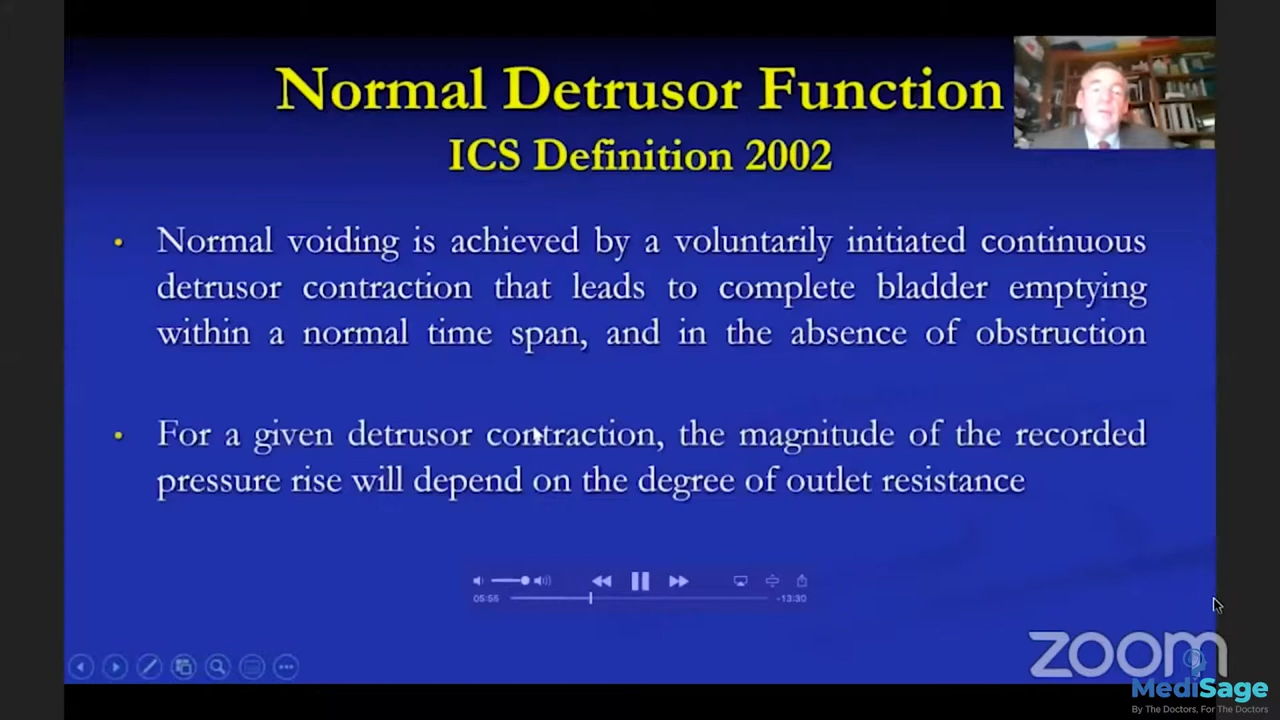 Normal Detrusor Function
ICS Definition 2002
• Normal voiding is achieved by a voluntarily initiated continuous
detrusor contraction that leads to complete bladder emptying
within a normal time span, and in the absence of obstruction
• For a given detrusor contraction, the magnitude of the recorded
pressure rise will depend on the degree of outlet resistance
05:56
-13:30
zoom
MediSage
By The Doctors, For The Doctors